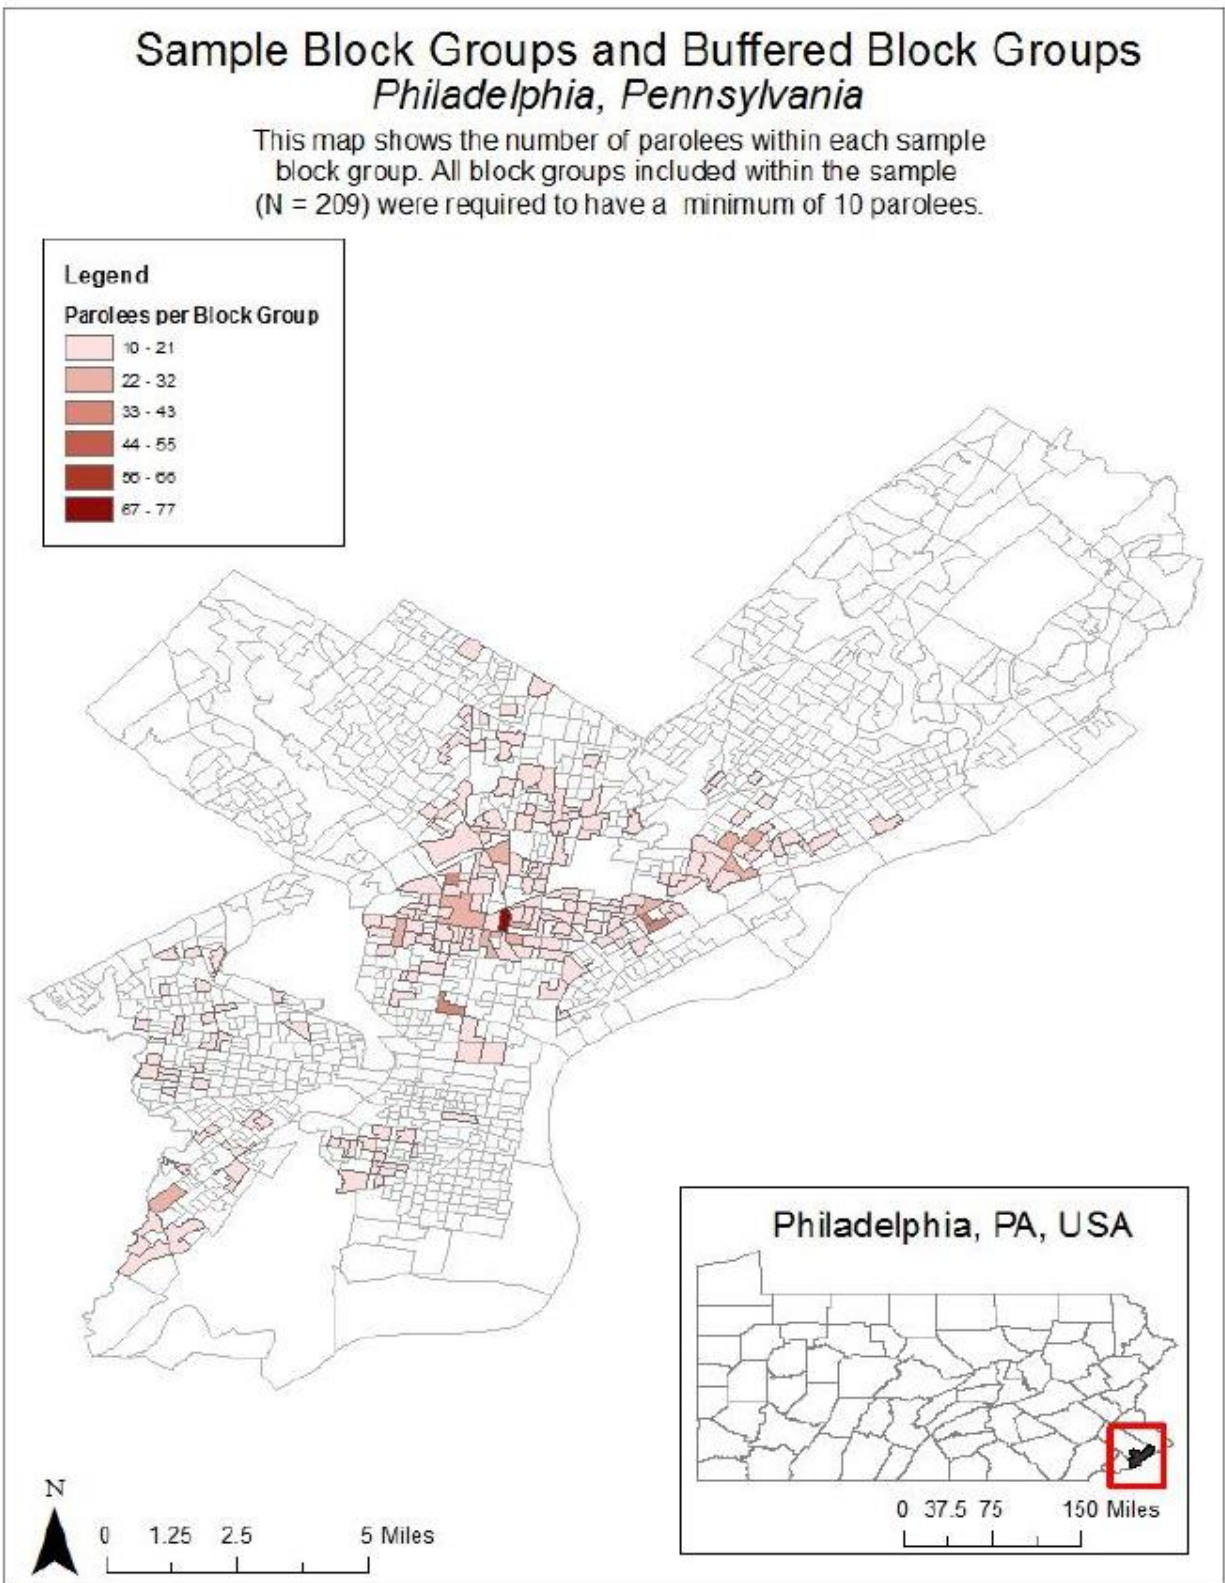 Sample Block Groups and Buffered Block Groups
Philadelphia, Pennsylvania
This map shows the number of parolees within each sample
block group. All block groups included within the sample
(N = 209) were required to have a minimum of 10 parolees.
Legend
Parolees per Block Group
10 - 21
22 - 32
33 - 43
44 - 55
56 - 66
67 - 77
Philadelphia, PA, USA
0 37.5 75 150 Miles
N
0 1.25 2.5 5 Miles